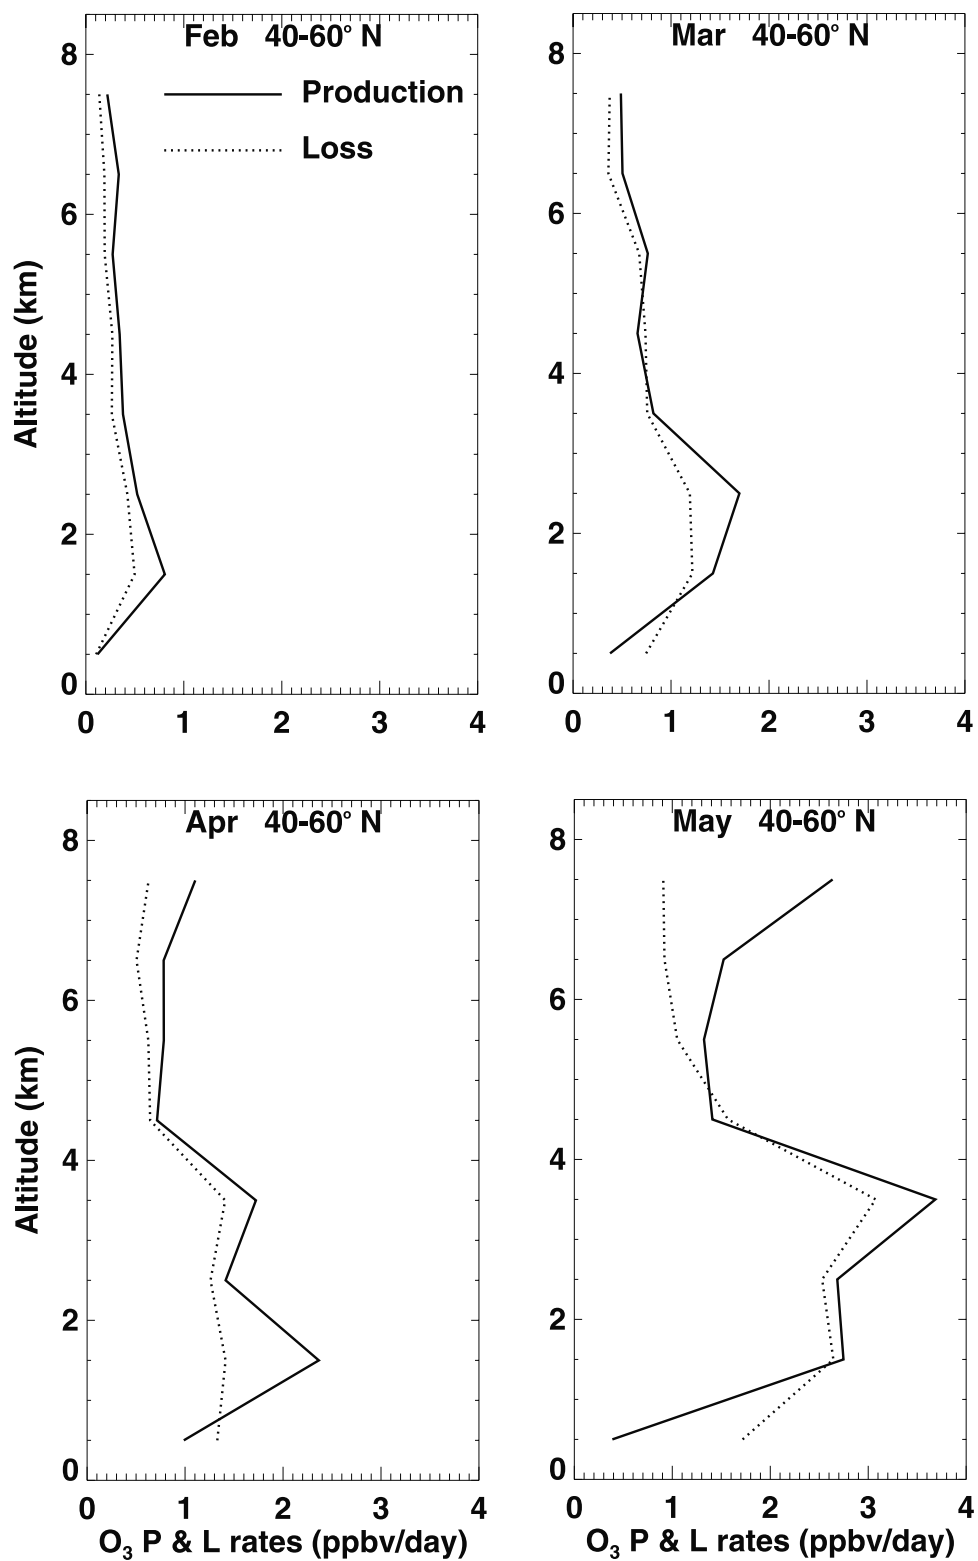 Feb 40-60° N
Production
Loss
Altitude (km)
8
6
4
2
0
0 1 2 3 4
Mar 40-60° N
8
6
4
2
0
0 1 2 3 4
Apr 40-60° N
Altitude (km)
8
6
4
2
0
0 1 2 3 4
O₃ P & L rates (ppbv/day)
May 40-60° N
8
6
4
2
0
0 1 2 3 4
O₃ P & L rates (ppbv/day)